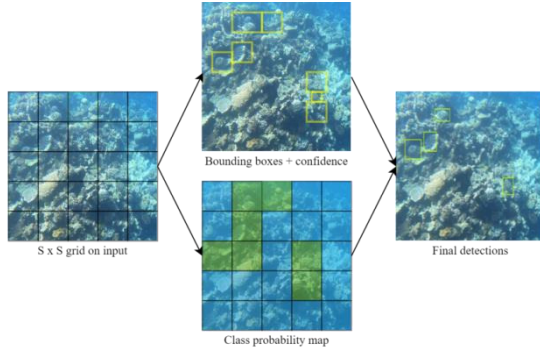 Bounding boxes + confidence
S x S grid on input
Final detections
Class probability map